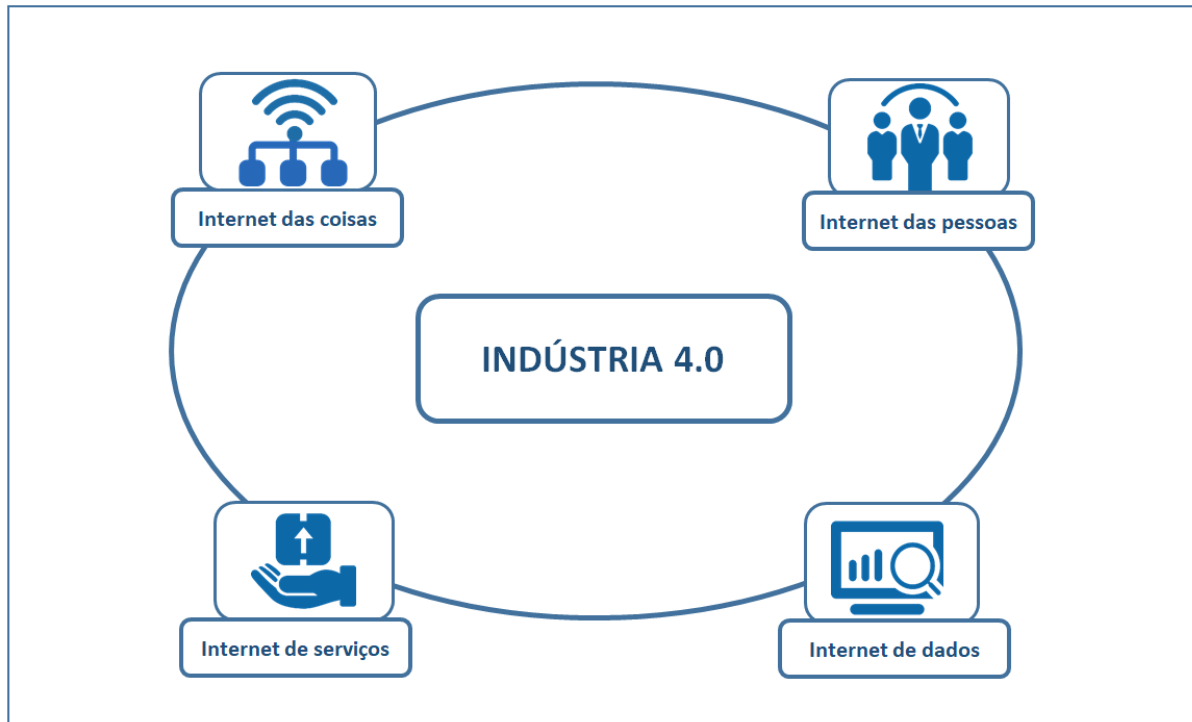 Internet das coisas
Internet das pessoas
INDÚSTRIA 4.0
Internet de serviços
Internet de dados